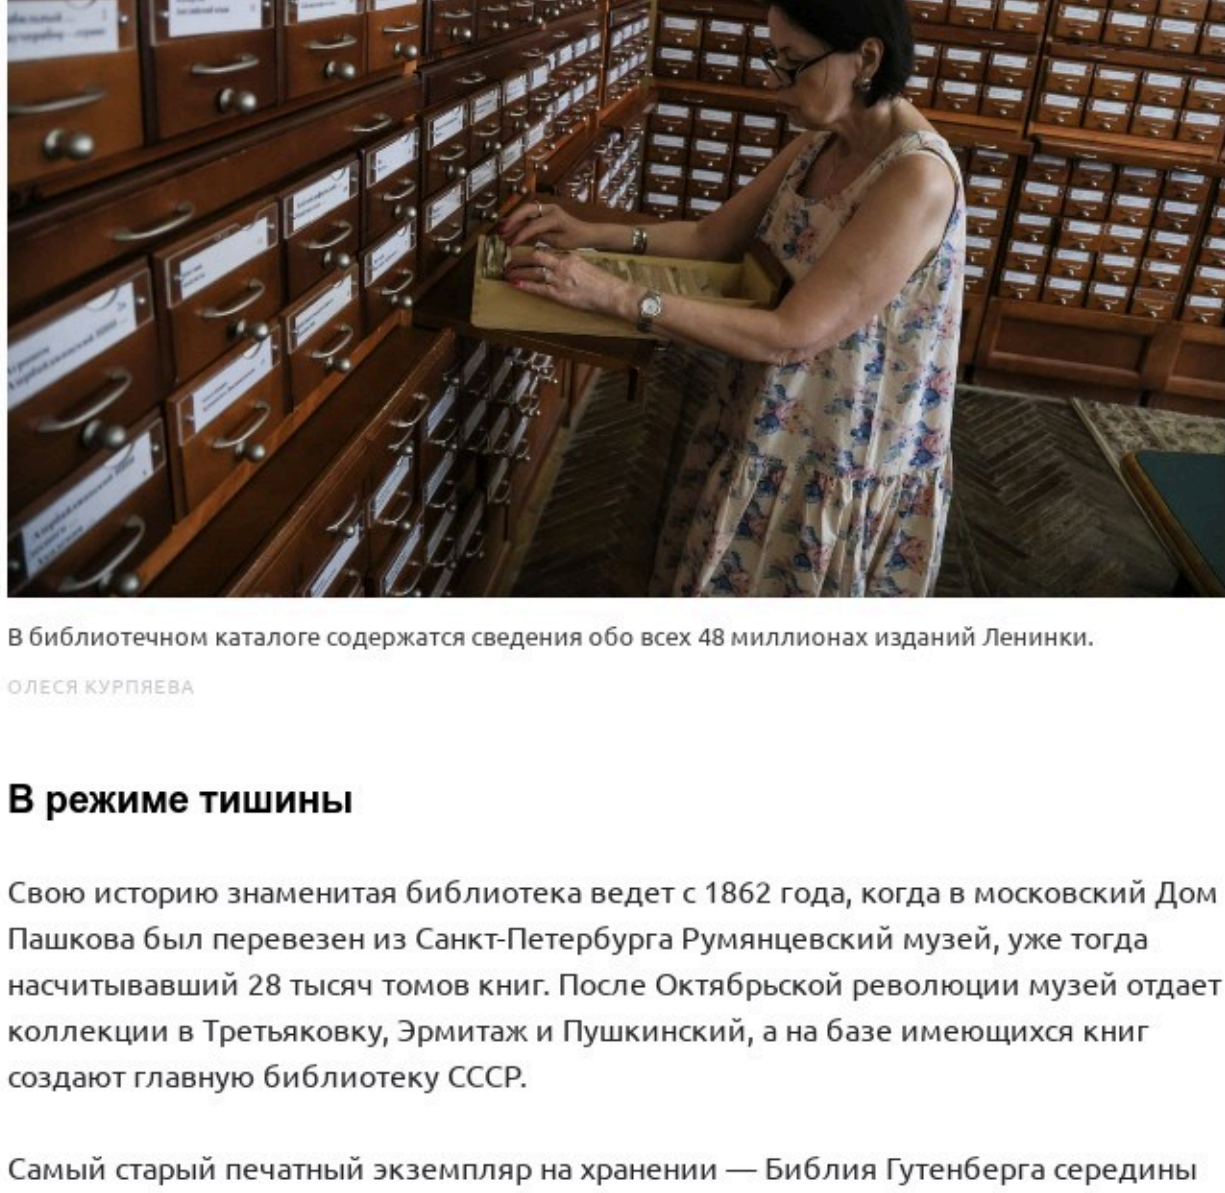 В библиотечном каталоге содержатся сведения обо всех 48 миллионах изданий Ленинки.
ОЛЕСЯ КУРПЯЕВА
В режиме тишины
Свою историю знаменитая библиотека ведет с 1862 года, когда в московский Дом
Пашкова был перевезен из Санкт-Петербурга Румянцевский музей, уже тогда
насчитывавший 28 тысяч томов книг. После Октябрьской революции музей отдает
коллекции в Третьяковку, Эрмитаж и Пушкинский, а на базе имеющихся книг
создают главную библиотеку СССР.
Самый старый печатный экземпляр на хранении — Библия Гутенберга середины